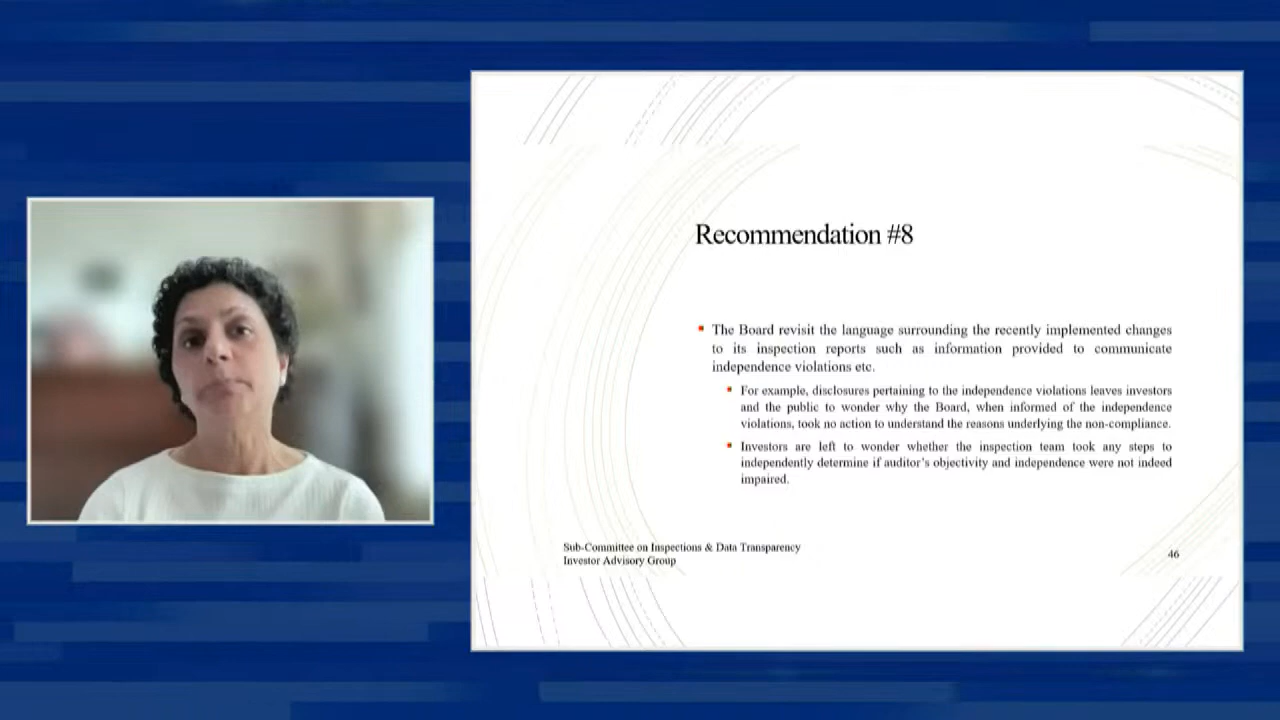 Recommendation #8
The Board revisit the language surrounding the recently implemented changes
to its inspection reports such as information provided to communicate
independence violations etc.
For example, disclosures pertaining to the independence violations leaves investors
and the public to wonder why the Board, when informed of the independence
violations, took no action to understand the reasons underlying the non-compliance.
Investors are left to wonder whether the inspection team took any steps to
independently determine if auditor's objectivity and independence were not indeed
impaired.
Sub-Committee on Inspections & Data Transparency
Investor Advisory Group
46